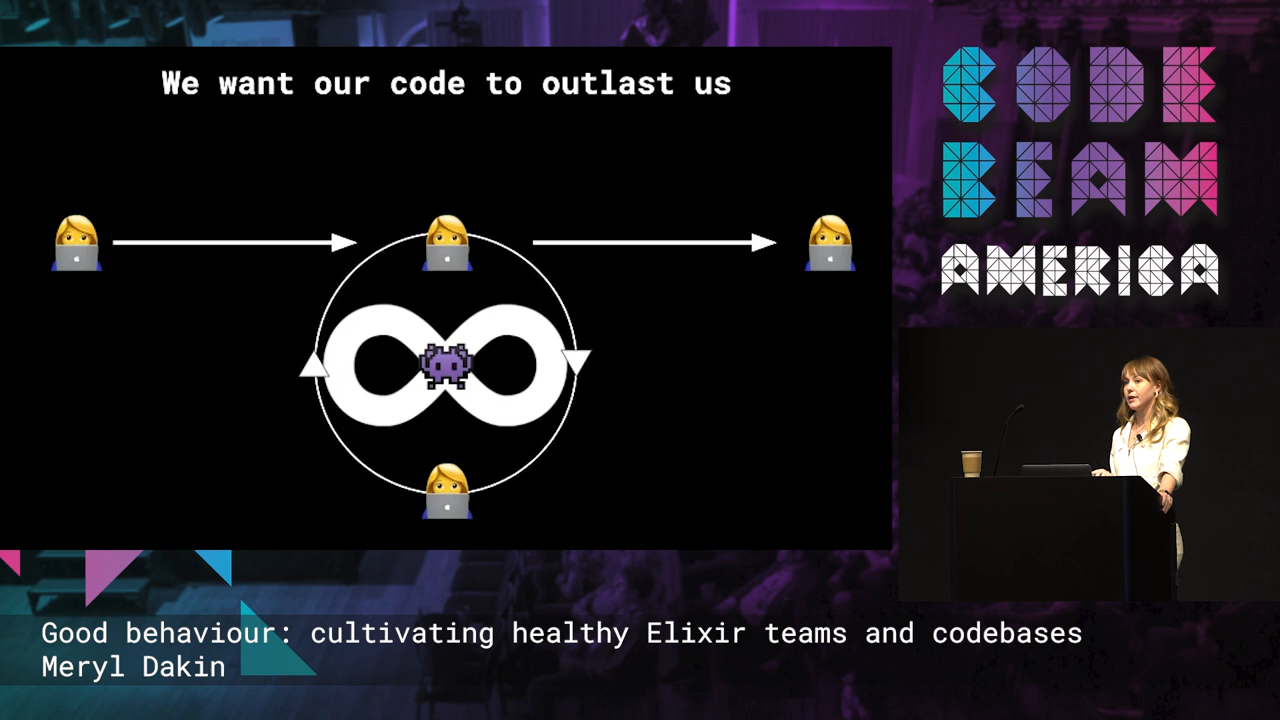 We want our code to outlast us
CODE
BEAM
AMERICA
Good behaviour: cultivating healthy Elixir teams and codebases
Meryl Dakin